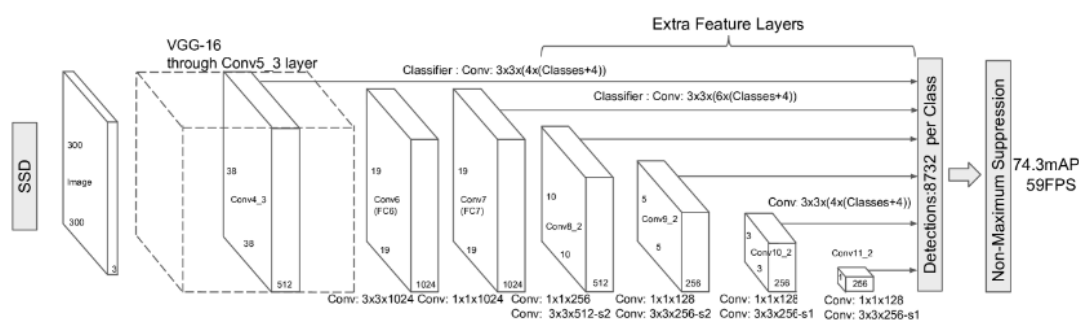 Extra Feature Layers
VGG-16
through Conv5_3 layer
Classifier : Conv: 3x3x(4x(Classes+4))
Classifier : Conv: 3x3x(6x(Classes+4))
SSD
300
Image
300
3
38
Conv4_3
38
512
19
Conv6
(FC6)
19
1024
19
Conv7
(FC7)
19
1024
10
Conv8_2
10
512
5
Conv9_2
5
256
Conv: 3x3x(4x(Classes+4))
3
Conv10_2
3
256
Conv11_2
1
256
Detections:8732 per Class
Non-Maximum Suppression
74.3mAP
59FPS
Conv: 3x3x1024
Conv: 1x1x1024
Conv: 1x1x256
Conv: 3x3x512-s2
Conv: 1x1x128
Conv: 3x3x256-s2
Conv: 1x1x128
Conv: 3x3x256-s1
Conv: 1x1x128
Conv: 3x3x256-s1